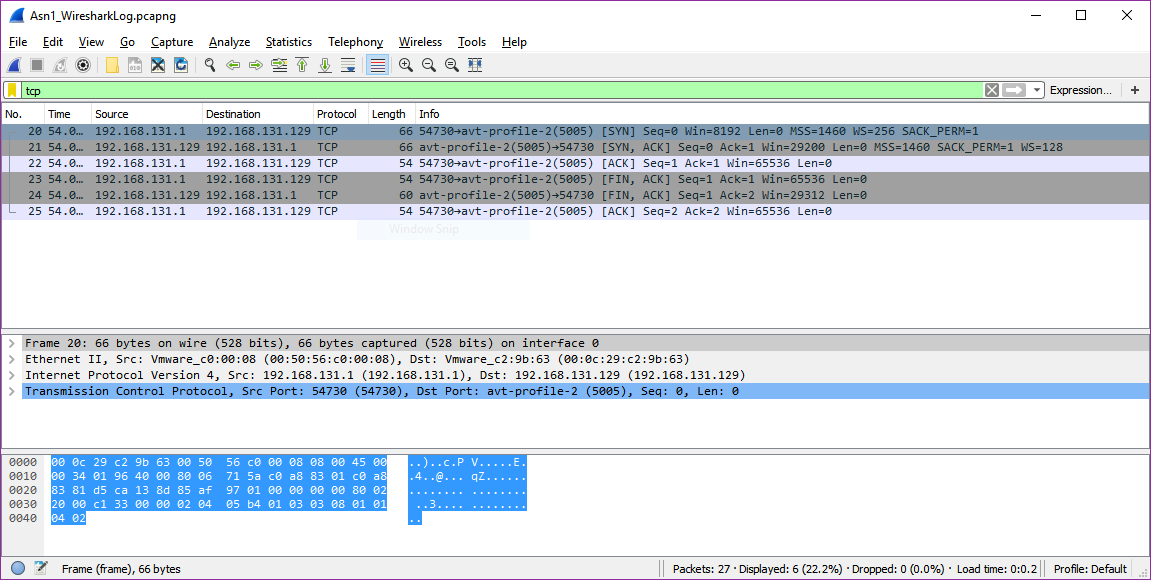 Asn1_WiresharkLog.pcapng
File Edit View Go Capture Analyze Statistics Telephony Wireless Tools Help
tcp Expression... +
No. Time Source Destination Protocol Length Info
20 54.0… 192.168.131.1 192.168.131.129 TCP 66 54730→avt-profile-2(5005) [SYN] Seq=0 Win=8192 Len=0 MSS=1460 WS=256 SACK_PERM=1
21 54.0… 192.168.131.129 192.168.131.1 TCP 66 avt-profile-2(5005)→54730 [SYN, ACK] Seq=0 Ack=1 Win=29200 Len=0 MSS=1460 SACK_PERM=1 WS=128
22 54.0… 192.168.131.1 192.168.131.129 TCP 54 54730→avt-profile-2(5005) [ACK] Seq=1 Ack=1 Win=65536 Len=0
23 54.0… 192.168.131.1 192.168.131.129 TCP 54 54730→avt-profile-2(5005) [FIN, ACK] Seq=1 Ack=1 Win=65536 Len=0
24 54.0… 192.168.131.129 192.168.131.1 TCP 60 avt-profile-2(5005)→54730 [FIN, ACK] Seq=1 Ack=2 Win=29312 Len=0
25 54.0… 192.168.131.1 192.168.131.129 TCP 54 54730→avt-profile-2(5005) [ACK] Seq=2 Ack=2 Win=65536 Len=0
Window Snip
Frame 20: 66 bytes on wire (528 bits), 66 bytes captured (528 bits) on interface 0
Ethernet II, Src: Vmware_c0:00:08 (00:50:56:c0:00:08), Dst: Vmware_c2:9b:63 (00:0c:29:c2:9b:63)
Internet Protocol Version 4, Src: 192.168.131.1 (192.168.131.1), Dst: 192.168.131.129 (192.168.131.129)
Transmission Control Protocol, Src Port: 54730 (54730), Dst Port: avt-profile-2 (5005), Seq: 0, Len: 0
0000 00 0c 29 c2 9b 63 00 50 56 c0 00 08 08 00 45 00 ..)..c.P V.....E.
0010 00 34 01 96 40 00 80 06 71 5a c0 a8 83 01 c0 a8 .4..@... qZ......
0020 83 81 d5 ca 13 8d 85 af 97 01 00 00 00 00 80 02 ........ ........
0030 20 00 c1 33 00 00 02 04 05 b4 01 03 03 08 01 01 ..3.... ........
0040 04 02 ..
Frame (frame), 66 bytes Packets: 27 · Displayed: 6 (22.2%) · Dropped: 0 (0.0%) · Load time: 0:0.2 Profile: Default